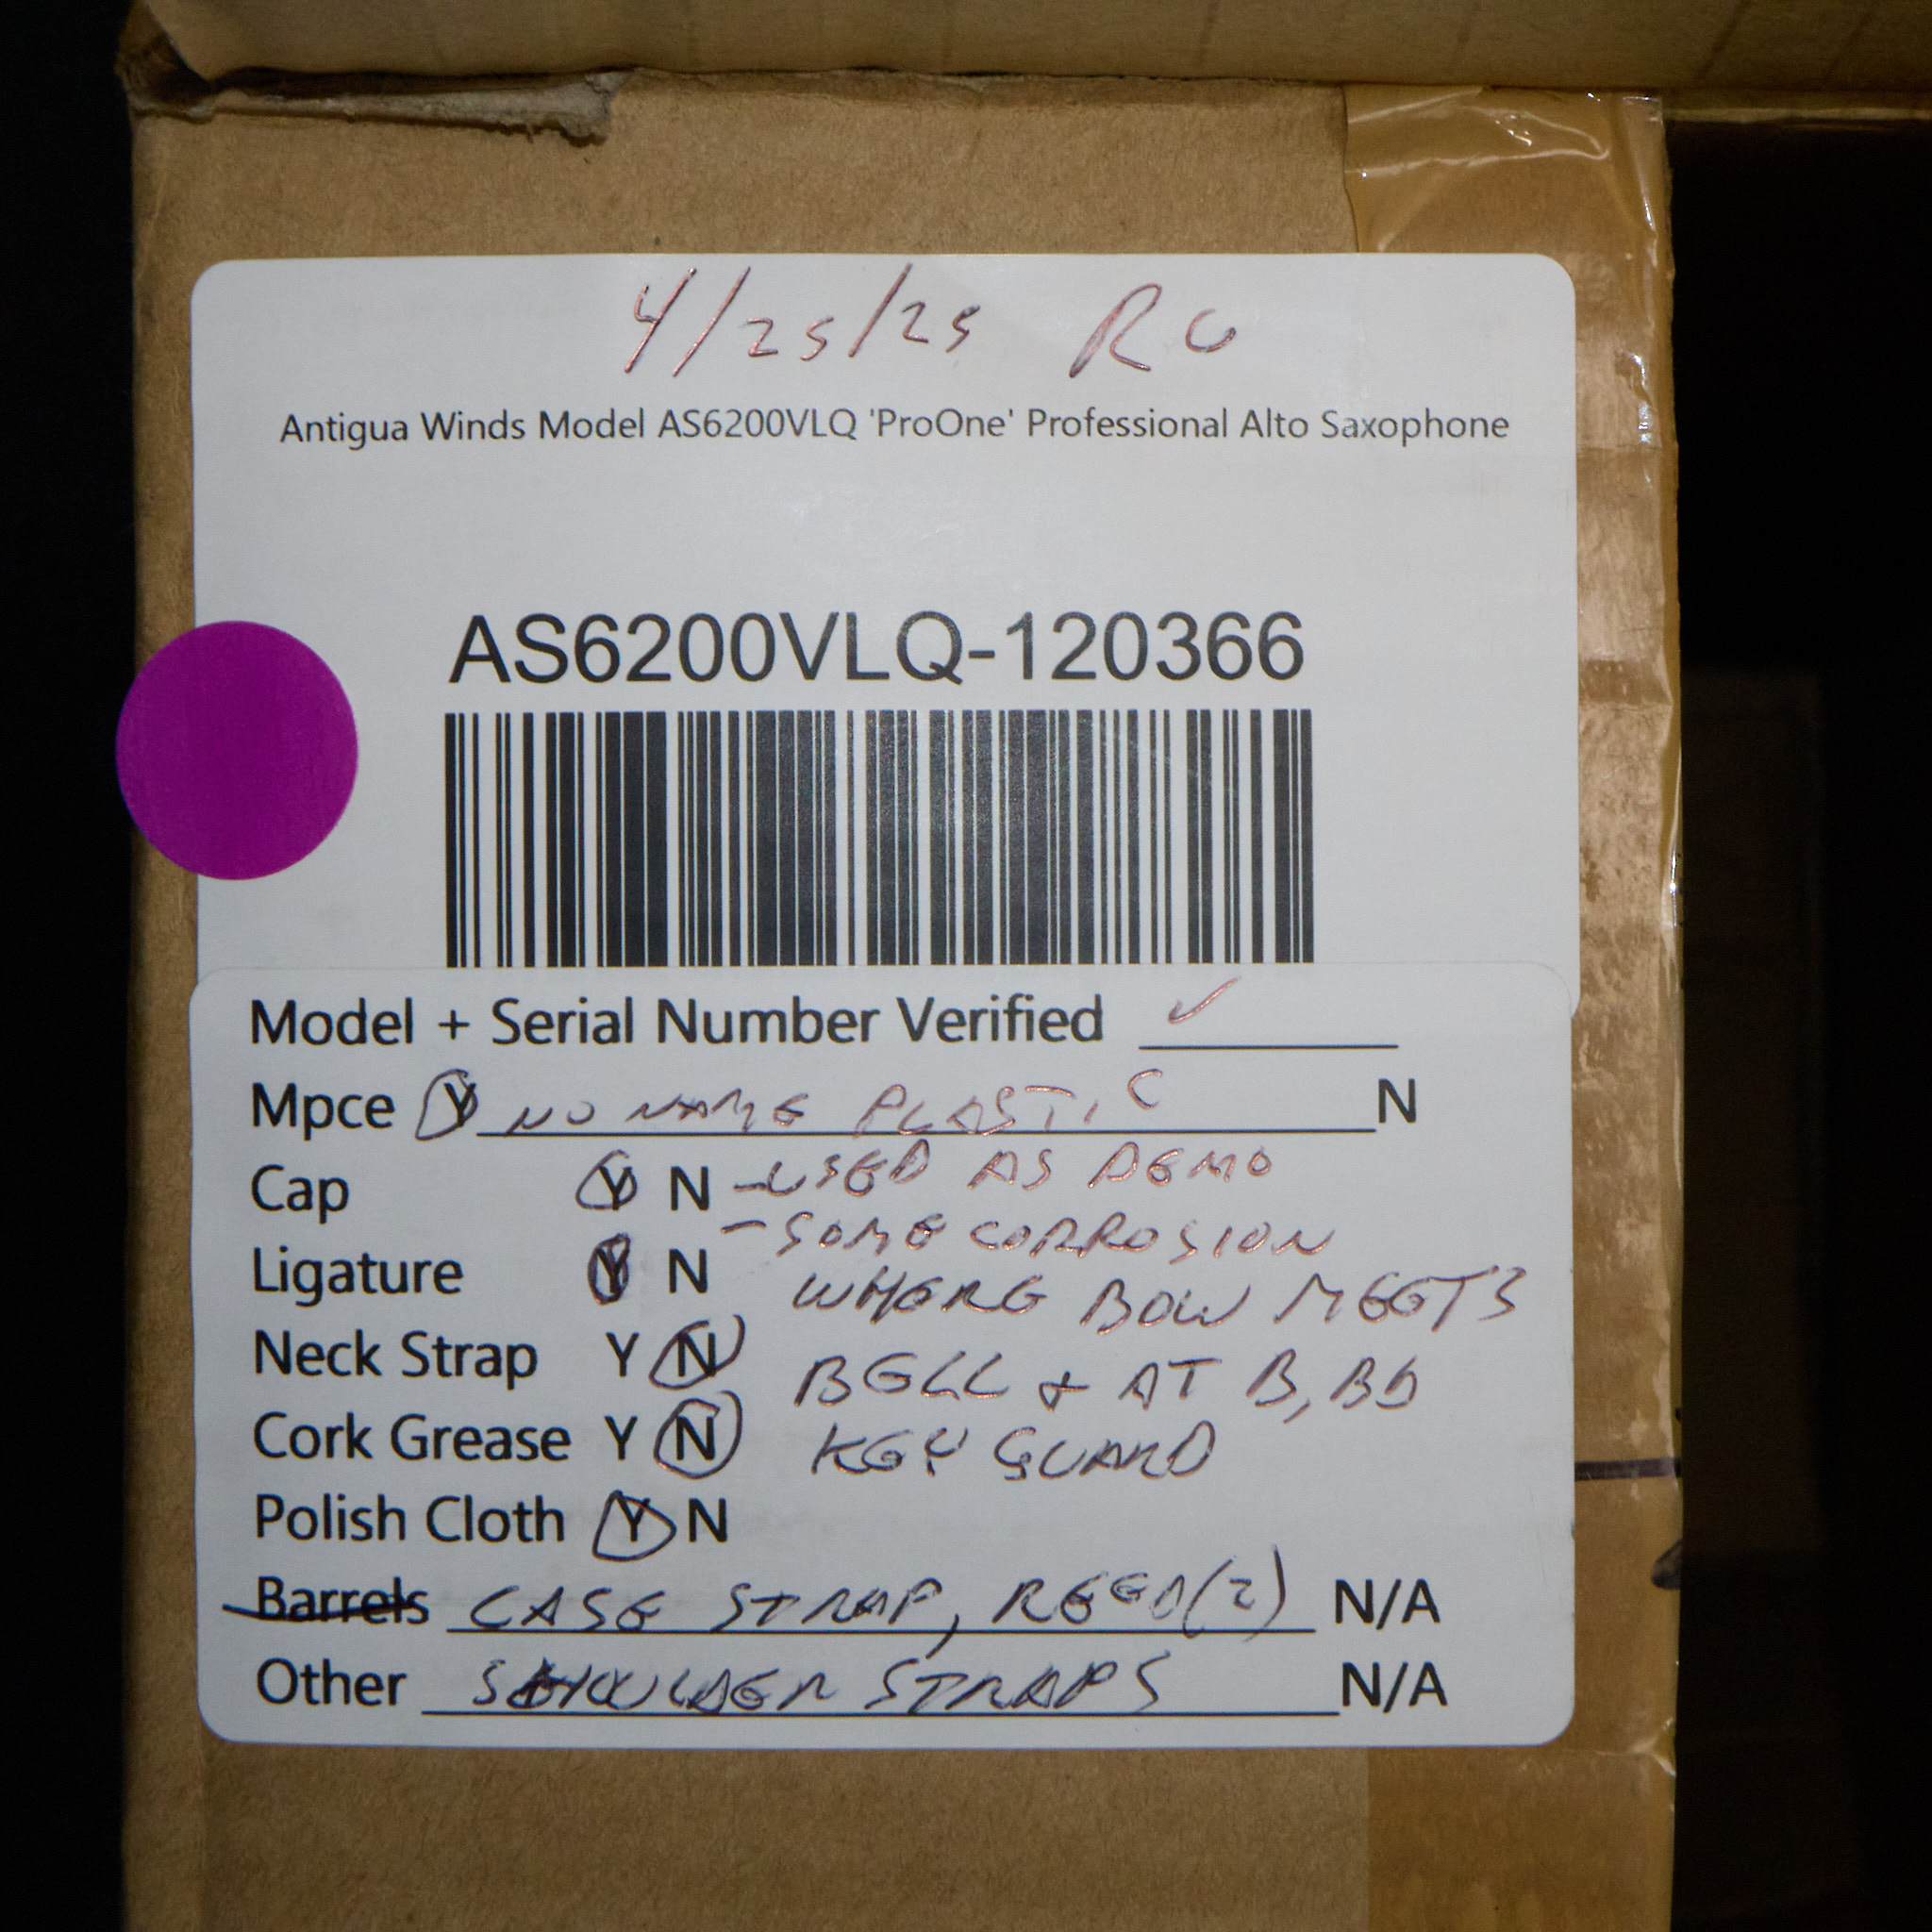 4/25/25 RG
Antigua Winds Model AS6200VLQ 'ProOne' Professional Alto Saxophone
AS6200VLQ-120366
Model + Serial Number Verified ✓
Mpce Y NO NAME PLASTIC N
Cap Y N -USED AS DEMO
-SOME CORROSION
Ligature Y N WHERE BOW MEETS
Neck Strap Y N BELL + AT B, Bb
Cork Grease Y N KEY GUARD
Polish Cloth Y N
Barrels CASE STRAP, REED(2) N/A
Other SHOULDER STRAPS N/A